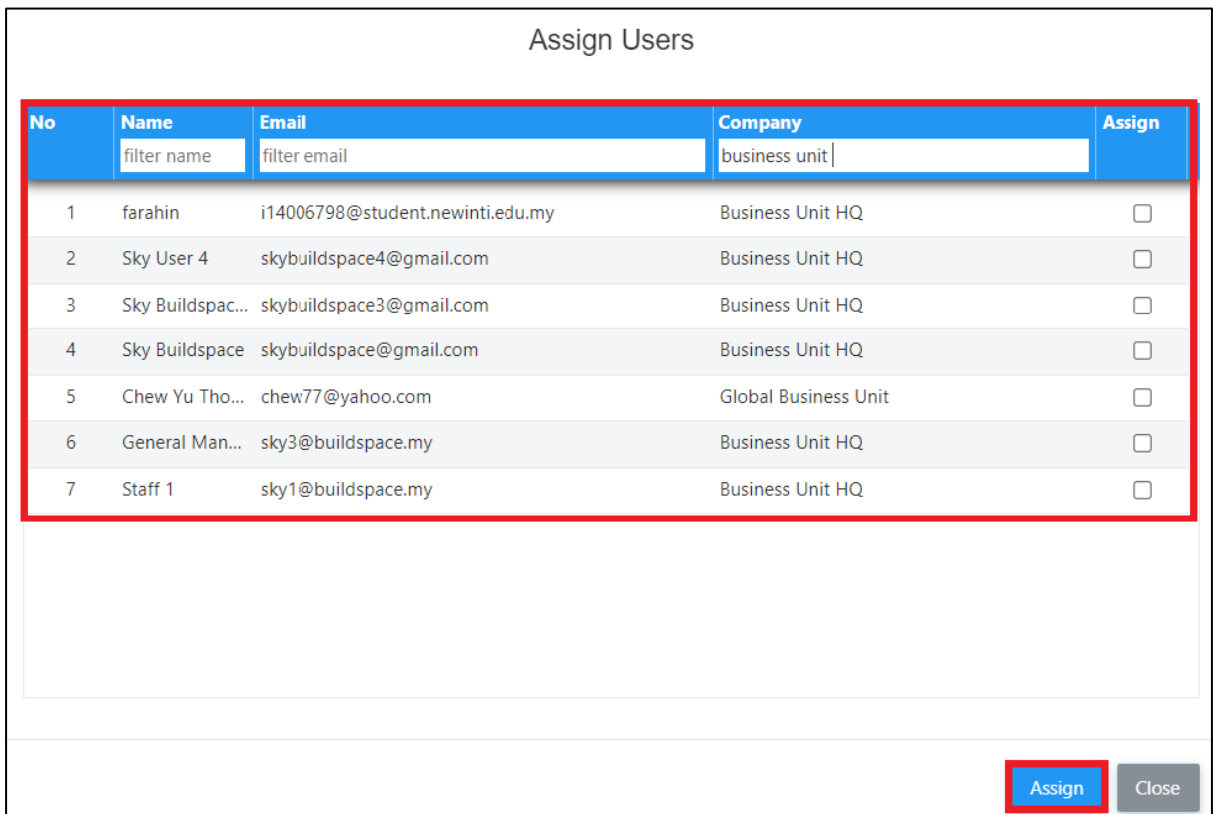 Assign Users
No Name Email Company Assign
filter name filter email business unit
1 farahin i14006798@student.newinti.edu.my Business Unit HQ
2 Sky User 4 skybuildspace4@gmail.com Business Unit HQ
3 Sky Buildspac... skybuildspace3@gmail.com Business Unit HQ
4 Sky Buildspace skybuildspace@gmail.com Business Unit HQ
5 Chew Yu Tho... chew77@yahoo.com Global Business Unit
6 General Man... sky3@buildspace.my Business Unit HQ
7 Staff 1 sky1@buildspace.my Business Unit HQ
Assign Close